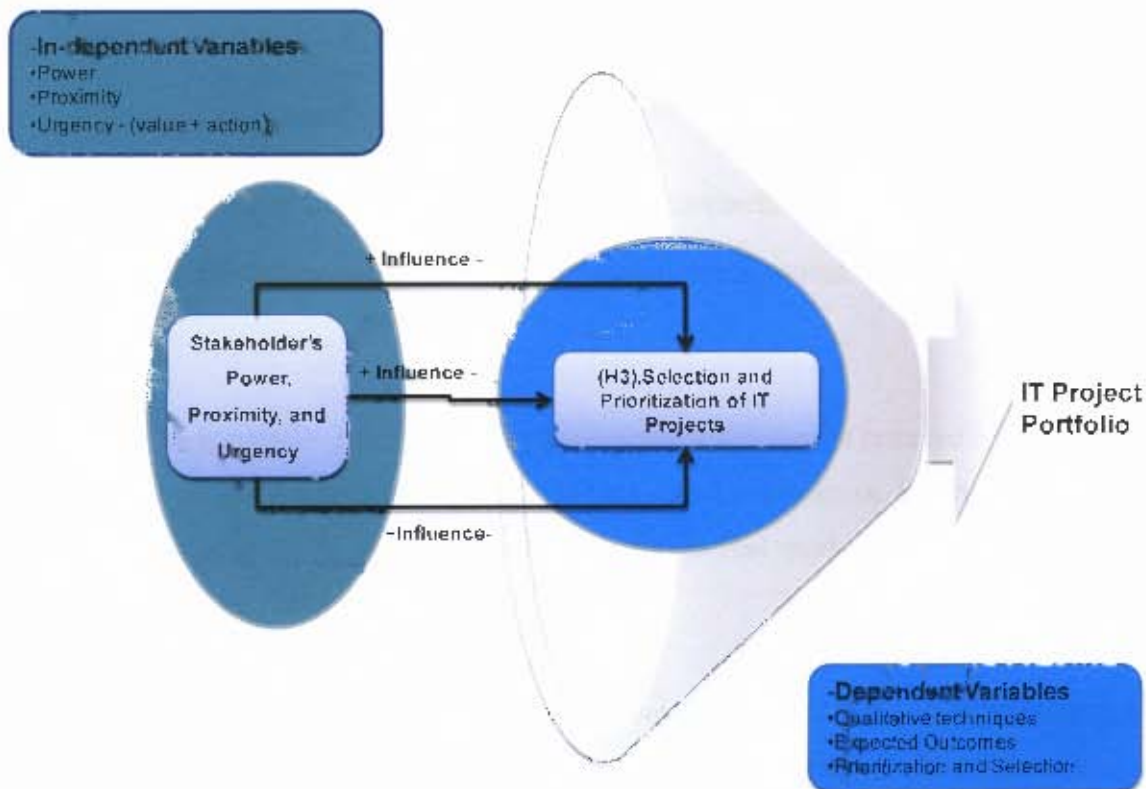 -In-dependent Variables
•Power
•Proximity
•Urgency - (value + action)
+ Influence -
Stakeholder's
Power,
Proximity, and
Urgency
+ Influence -
(H3).Selection and
Prioritization of IT
Projects
IT Project
Portfolio
+Influence-
-Dependent Variables
•Qualitative techniques
•Expected Outcomes
•Prioritization and Selection